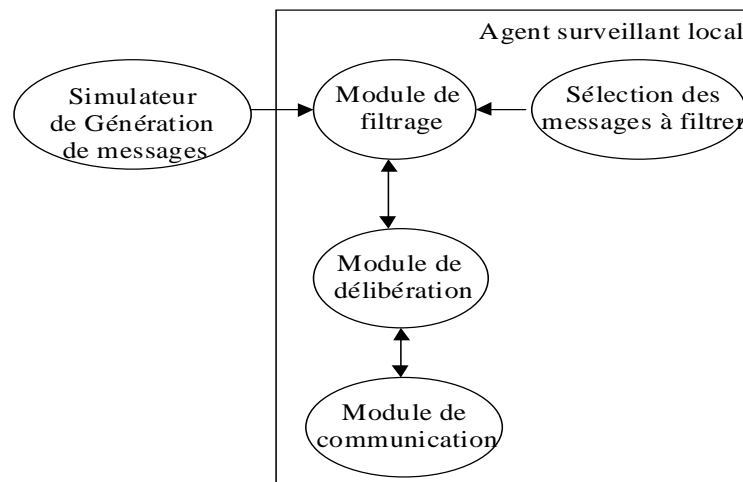 Agent surveillant local
Simulateur
de Génération
de messages
Module de
filtrage
Sélection des
messages à filtrer
Module de
délibération
Module de
communication